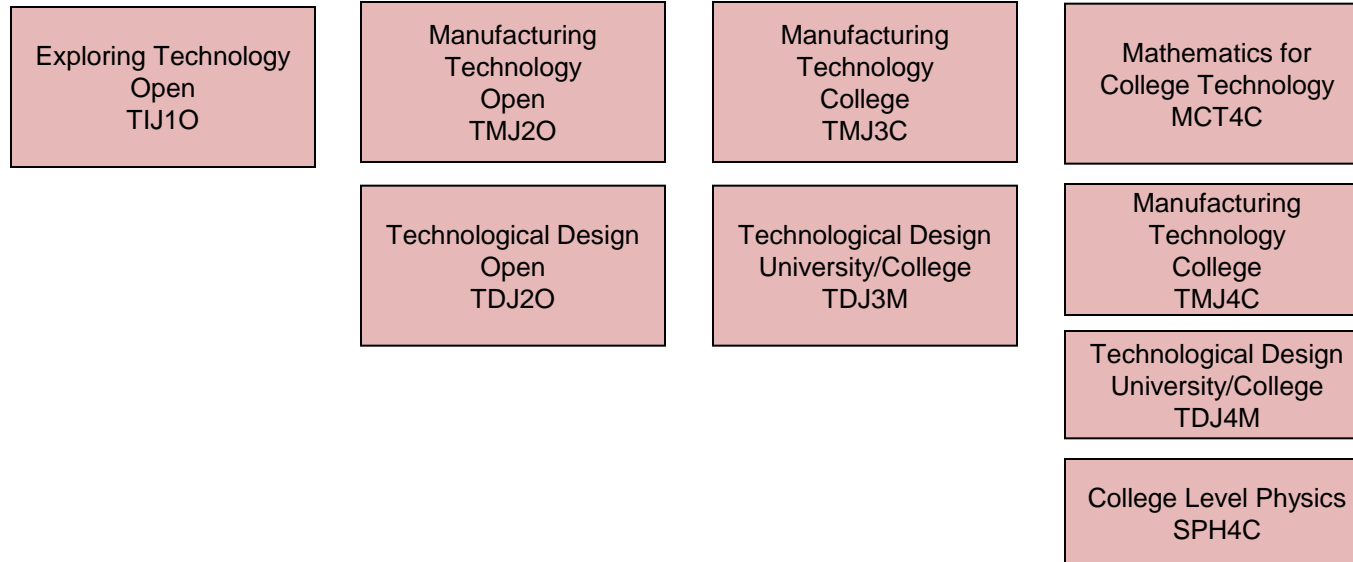 Exploring Technology
Open
TIJ1O
Manufacturing
Technology
Open
TMJ2O
Manufacturing
Technology
College
TMJ3C
Mathematics for
College Technology
MCT4C
Technological Design
Open
TDJ2O
Technological Design
University/College
TDJ3M
Manufacturing
Technology
College
TMJ4C
Technological Design
University/College
TDJ4M
College Level Physics
SPH4C